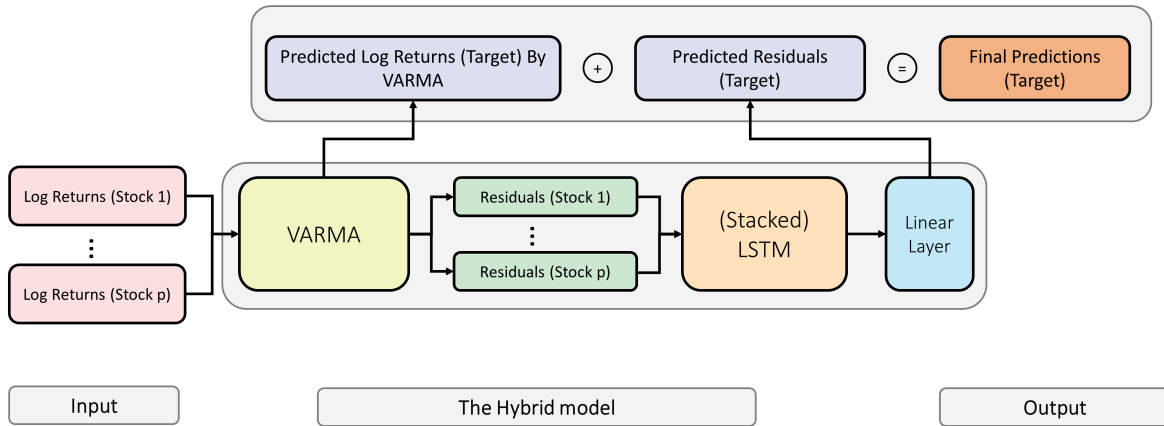 Predicted Log Returns (Target) By
VARMA
+
Predicted Residuals
(Target)
=
Final Predictions
(Target)
Log Returns (Stock 1)
⋮
Log Returns (Stock p)
VARMA
Residuals (Stock 1)
⋮
Residuals (Stock p)
(Stacked)
LSTM
Linear
Layer
Input
The Hybrid model
Output